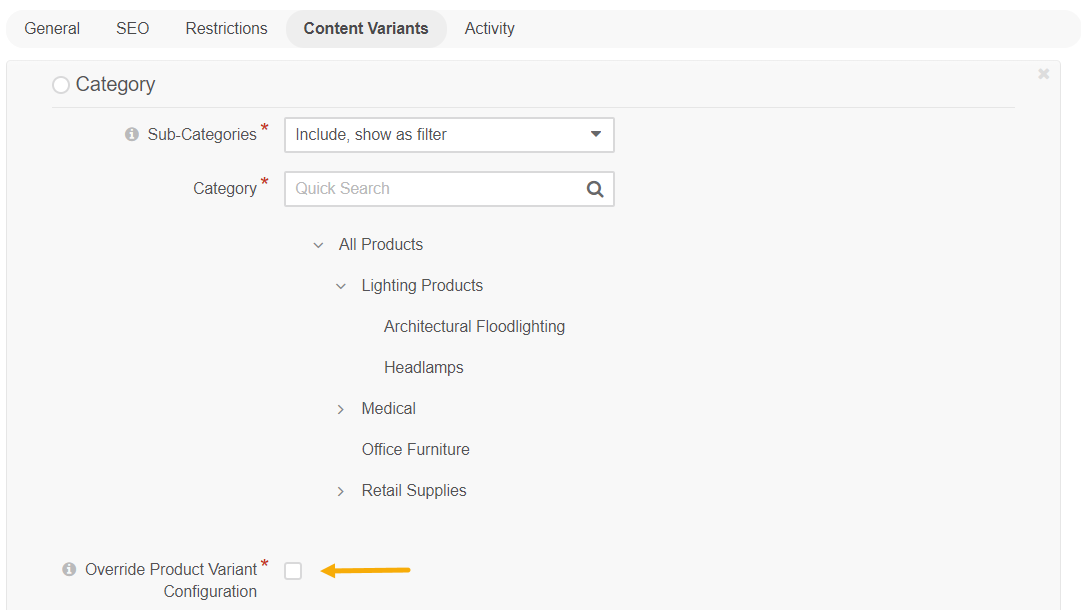 General SEO Restrictions Content Variants Activity
Category
Sub-Categories * Include, show as filter
Category * Quick Search
All Products
Lighting Products
Architectural Floodlighting
Headlamps
Medical
Office Furniture
Retail Supplies
Override Product Variant *
Configuration